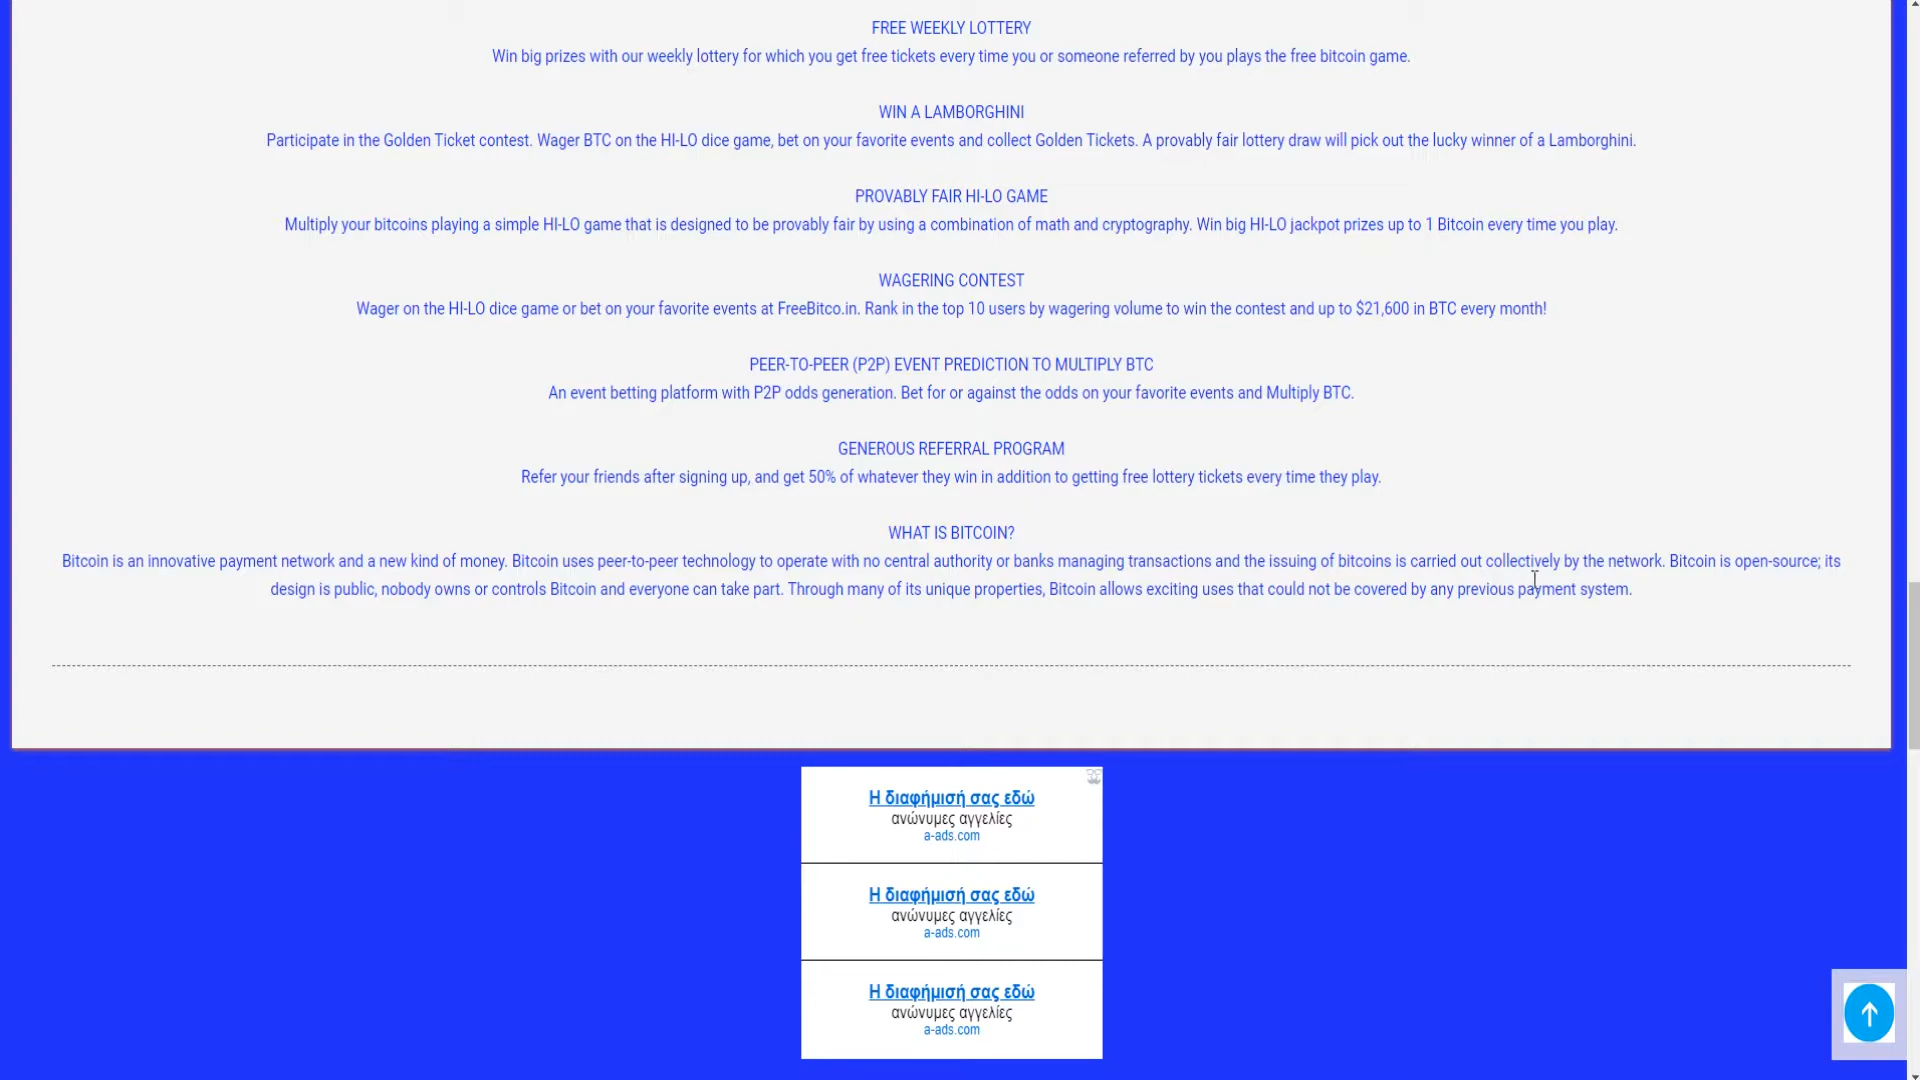 FREE WEEKLY LOTTERY
Win big prizes with our weekly lottery for which you get free tickets every time you or someone referred by you plays the free bitcoin game.
WIN A LAMBORGHINI
Participate in the Golden Ticket contest. Wager BTC on the HI-LO dice game, bet on your favorite events and collect Golden Tickets. A provably fair lottery draw will pick out the lucky winner of a Lamborghini.
PROVABLY FAIR HI-LO GAME
Multiply your bitcoins playing a simple HI-LO game that is designed to be provably fair by using a combination of math and cryptography. Win big HI-LO jackpot prizes up to 1 Bitcoin every time you play.
WAGERING CONTEST
Wager on the HI-LO dice game or bet on your favorite events at FreeBitco.in. Rank in the top 10 users by wagering volume to win the contest and up to $21,600 in BTC every month!
PEER-TO-PEER (P2P) EVENT PREDICTION TO MULTIPLY BTC
An event betting platform with P2P odds generation. Bet for or against the odds on your favorite events and Multiply BTC.
GENEROUS REFERRAL PROGRAM
Refer your friends after signing up, and get 50% of whatever they win in addition to getting free lottery tickets every time they play.
WHAT IS BITCOIN?
Bitcoin is an innovative payment network and a new kind of money. Bitcoin uses peer-to-peer technology to operate with no central authority or banks managing transactions and the issuing of bitcoins is carried out collectively by the network. Bitcoin is open-source; its
design is public, nobody owns or controls Bitcoin and everyone can take part. Through many of its unique properties, Bitcoin allows exciting uses that could not be covered by any previous payment system.
Η διαφήμισή σας εδώ
ανώνυμες αγγελίες
a-ads.com
Η διαφήμισή σας εδώ
ανώνυμες αγγελίες
a-ads.com
Η διαφήμισή σας εδώ
ανώνυμες αγγελίες
a-ads.com